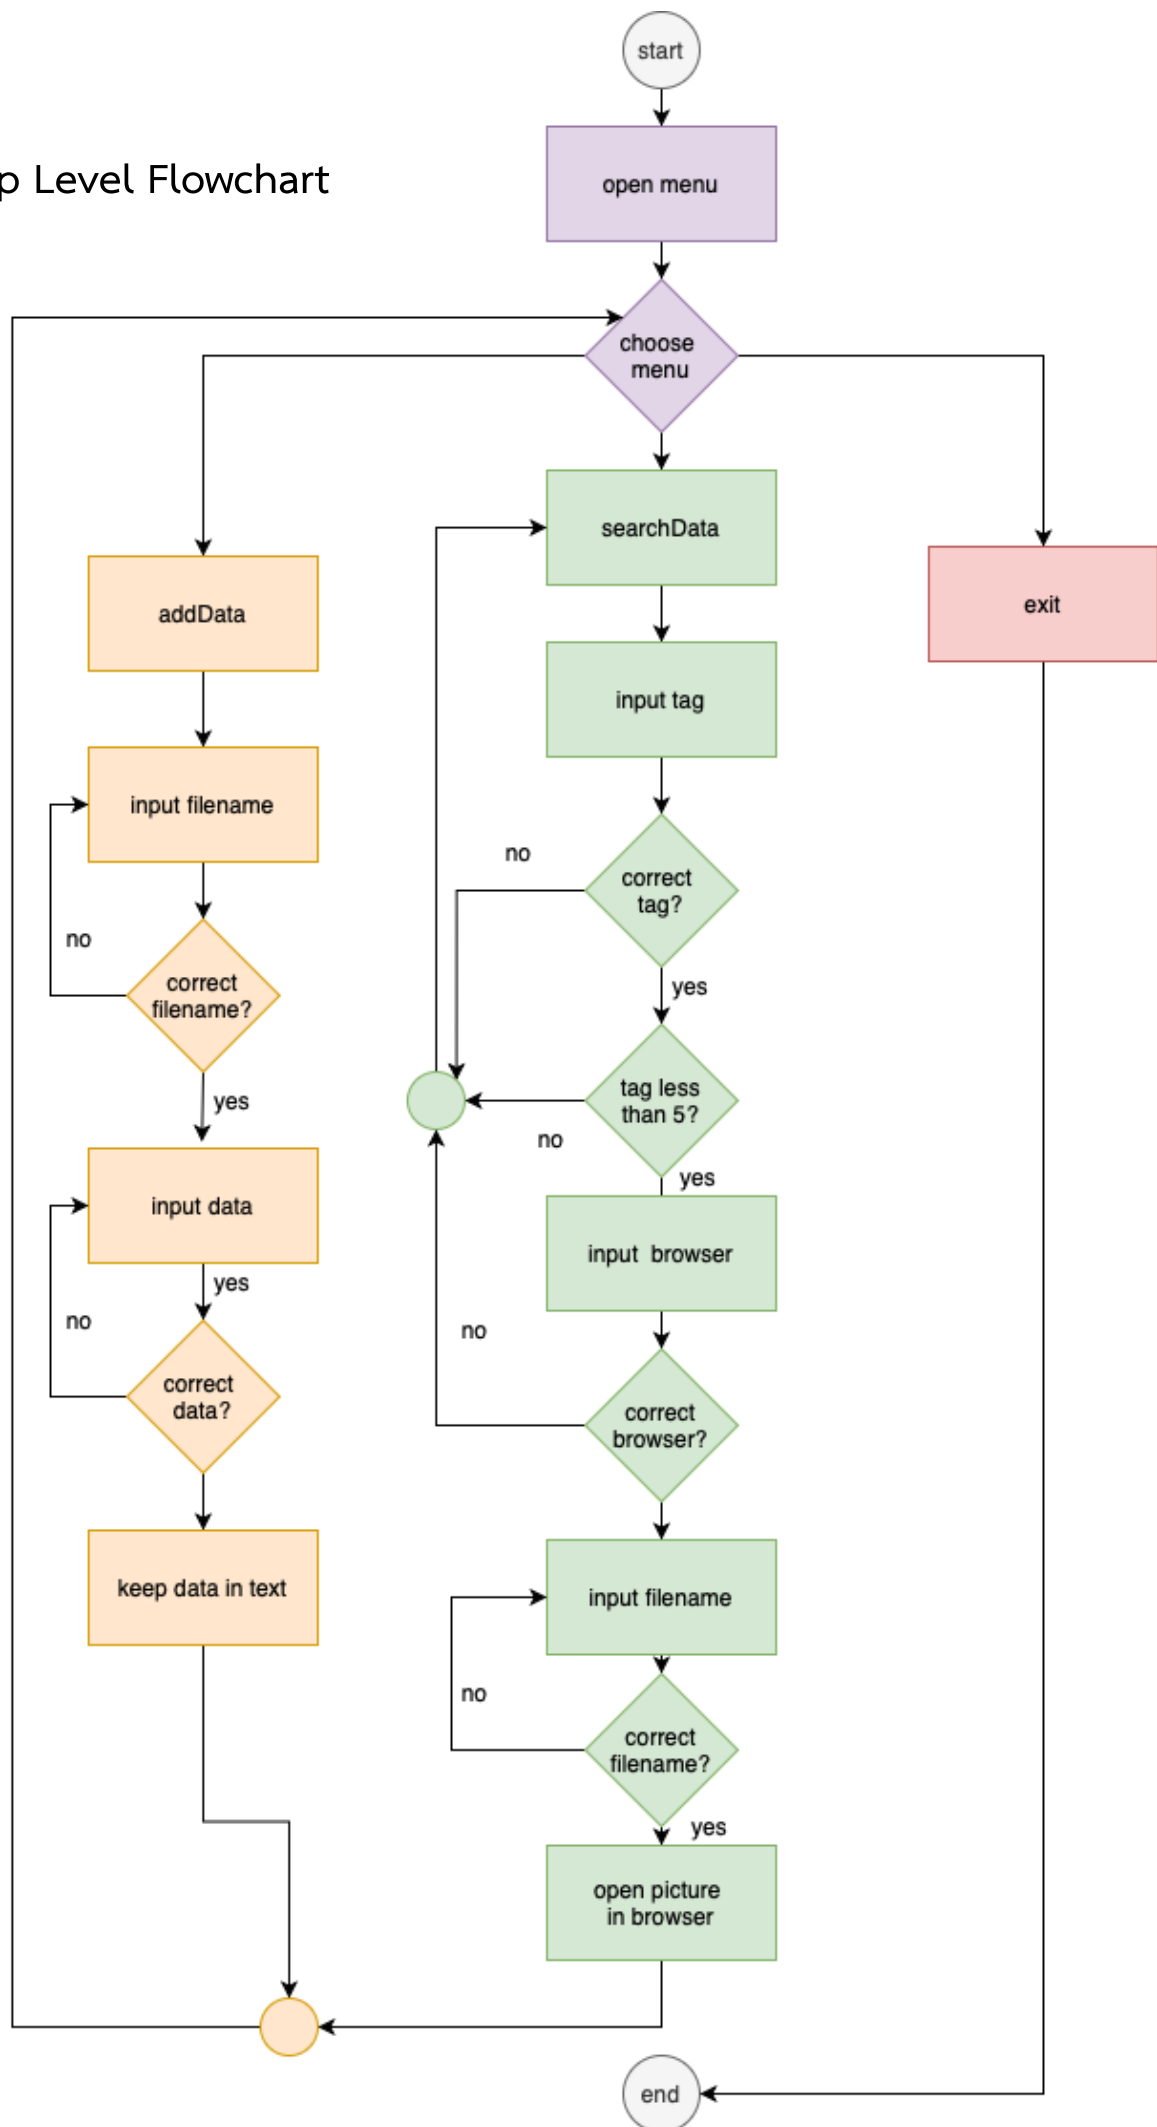 start
p Level Flowchart
open menu
choose
menu
searchData
exit
addData
input tag
input filename
no
correct
tag?
no
correct
filename?
yes
yes
tag less
than 5?
no
yes
input data
input  browser
yes
no
no
correct
data?
correct
browser?
keep data in text
input filename
no
correct
filename?
yes
open picture
in browser
end